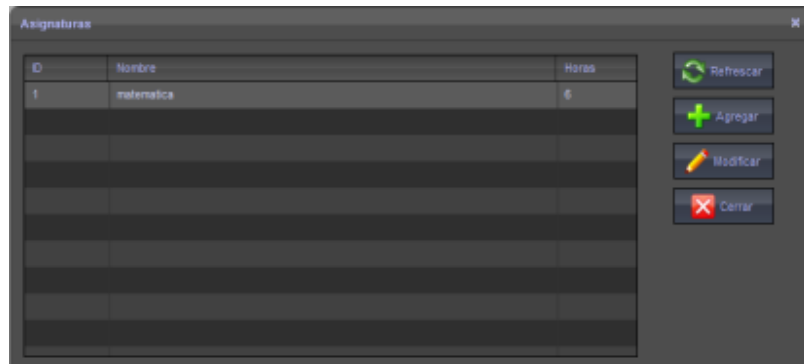 Asignaturas
ID Nombre Horas
1 matematica 6
Refrescar
Agregar
Modificar
Cerrar